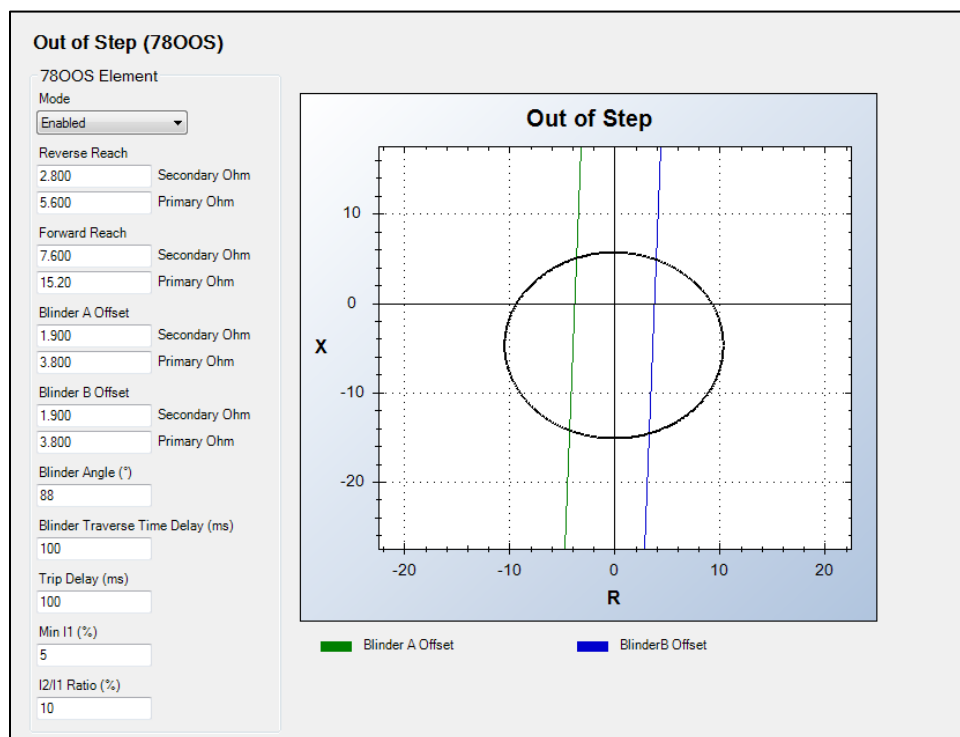 Out of Step (78OOS)
78OOS Element
Mode
Enabled
Reverse Reach
2.800 Secondary Ohm
5.600 Primary Ohm
Forward Reach
7.600 Secondary Ohm
15.20 Primary Ohm
Blinder A Offset
1.900 Secondary Ohm
3.800 Primary Ohm
Blinder B Offset
1.900 Secondary Ohm
3.800 Primary Ohm
Blinder Angle (°)
88
Blinder Traverse Time Delay (ms)
100
Trip Delay (ms)
100
Min I1 (%)
5
I2/I1 Ratio (%)
10
Out of Step
10
0
X
-10
-20
-20 -10 0 10 20
R
Blinder A Offset BlinderB Offset